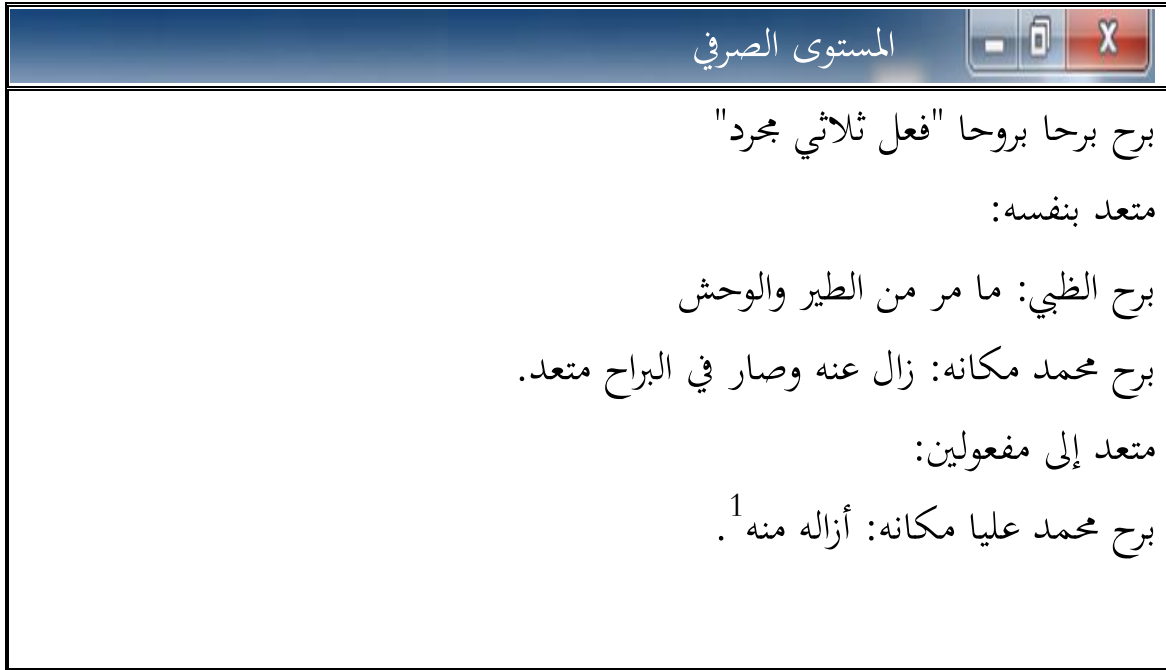 المستوى الصرفي
برح برحا بروحا "فعل ثلاثي مجرد"
متعد بنفسه:
برح الظبي: ما مر من الطير والوحش
برح محمد مكانه: زال عنه وصار في البراح متعد.
متعد إلى مفعولين:
برح محمد عليا مكانه: أزاله منه1.